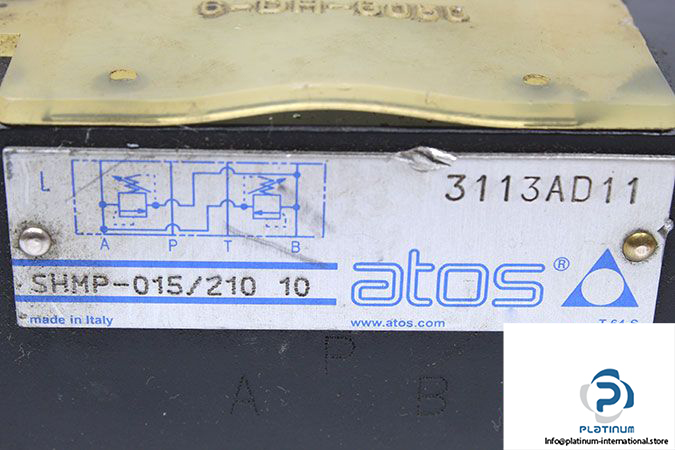 L
3113AD11
A P T B
SHMP-015/210 10
atos®
made in Italy
www.atos.com
P
A B
PLATINUM
Info@platinum-international.store